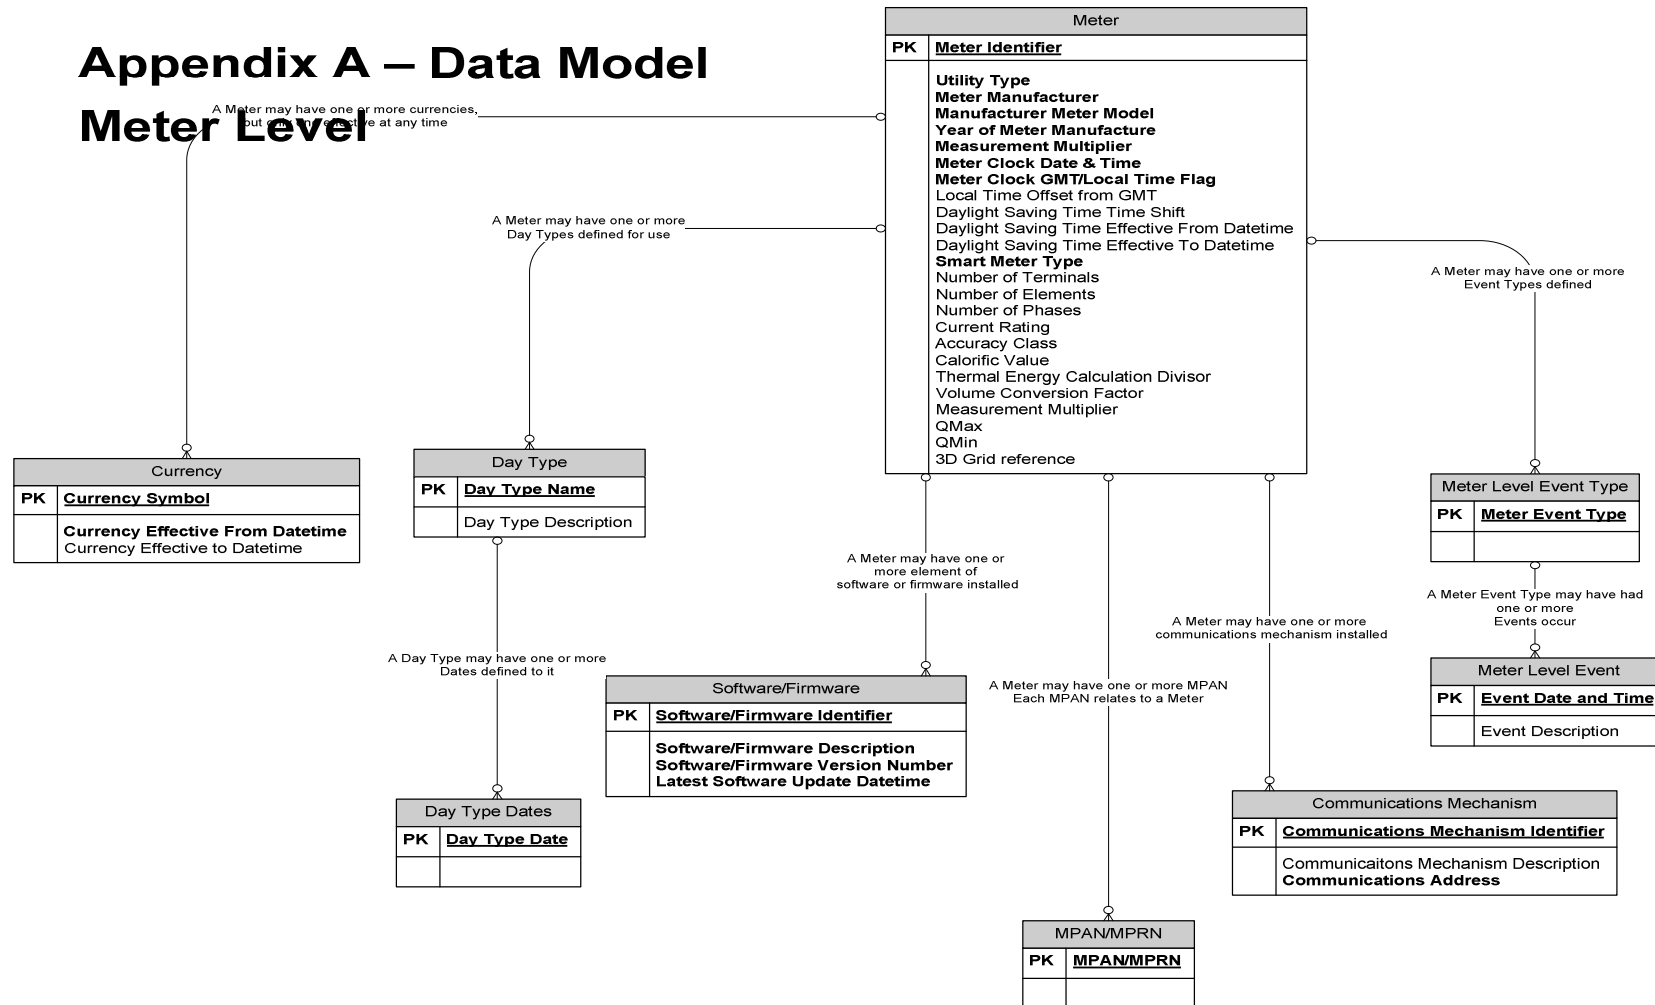 Appendix A – Data Model
Meter Level
A Meter may have one or more currencies,
but only one effective at any time
Meter
PK Meter Identifier
Utility Type
Meter Manufacturer
Manufacturer Meter Model
Year of Meter Manufacture
Measurement Multiplier
Meter Clock Date & Time
Meter Clock GMT/Local Time Flag
Local Time Offset from GMT
Daylight Saving Time Time Shift
Daylight Saving Time Effective From Datetime
Daylight Saving Time Effective To Datetime
Smart Meter Type
Number of Terminals
Number of Elements
Number of Phases
Current Rating
Accuracy Class
Calorific Value
Thermal Energy Calculation Divisor
Volume Conversion Factor
Measurement Multiplier
QMax
QMin
3D Grid reference
A Meter may have one or more
Day Types defined for use
A Meter may have one or more
Event Types defined
Currency
PK Currency Symbol
Currency Effective From Datetime
Currency Effective to Datetime
Day Type
PK Day Type Name
Day Type Description
Meter Level Event Type
PK Meter Event Type
A Meter may have one or
more element of
software or firmware installed
A Meter Event Type may have had
one or more
Events occur
A Meter may have one or more
communications mechanism installed
A Day Type may have one or more
Dates defined to it
A Meter may have one or more MPAN
Each MPAN relates to a Meter
Software/Firmware
PK Software/Firmware Identifier
Software/Firmware Description
Software/Firmware Version Number
Latest Software Update Datetime
Meter Level Event
PK Event Date and Time
Event Description
Day Type Dates
PK Day Type Date
Communications Mechanism
PK Communications Mechanism Identifier
Communicaitons Mechanism Description
Communications Address
MPAN/MPRN
PK MPAN/MPRN